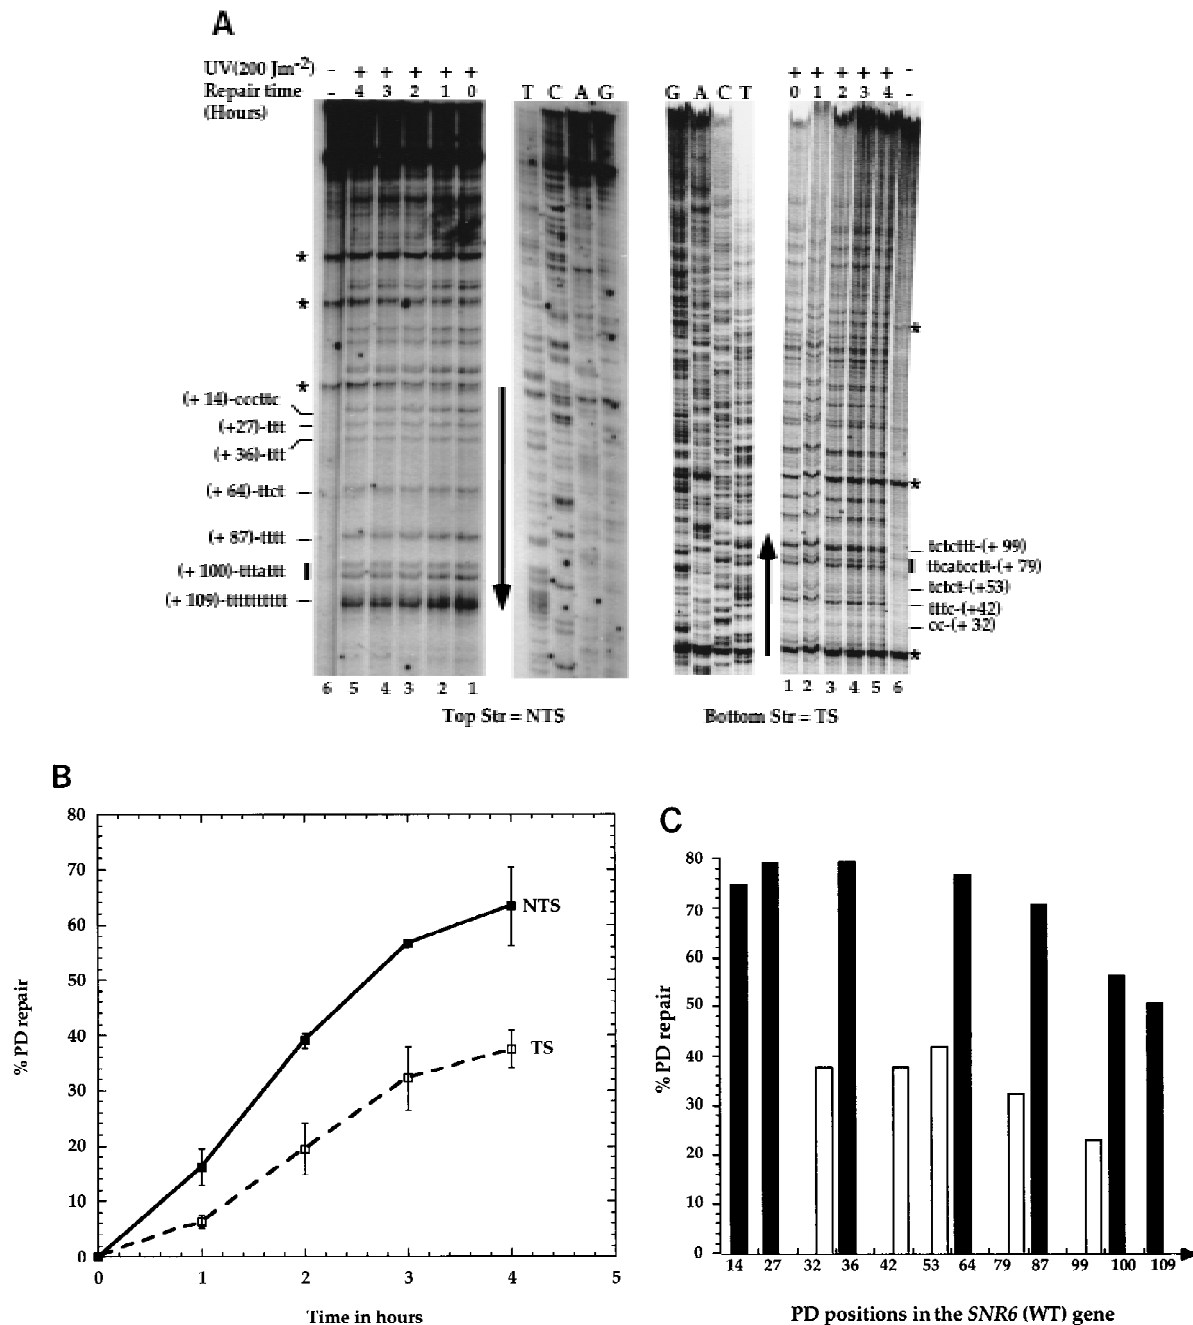 A
UV(200 Jm-2) - + + + + +
Repair time - 4 3 2 1 0
(Hours)
T C A G
G A C T
+ + + + + -
0 1 2 3 4 -
*
*
*
(+ 14)-cccttc
(+27)-ttt
(+ 36)-ttt
(+ 64)-ttct
(+ 87)-tttt
(+ 100)-tttattt
(+ 109)-tttttttttt
*
*
tctcttt-(+ 99)
ttcatcctt-(+ 79)
tctct-(+53)
tttc-(+42)
cc-(+ 32)
*
6 5 4 3 2 1
1 2 3 4 5 6
Top Str = NTS
Bottom Str = TS
B
80
70
60
50
40
30
20
10
0
% PD repair
NTS
TS
0 1 2 3 4 5
Time in hours
C
80
70
60
50
40
30
20
10
0
% PD repair
14 27 32 36 42 53 64 79 87 99 100 109
PD positions in the SNR6 (WT) gene